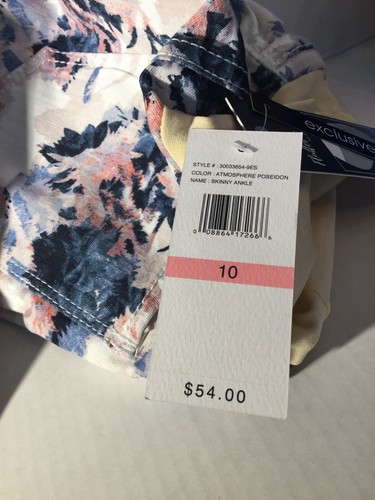 exclusive
STYLE # : 30033654-9ES
COLOR : ATMOSPHERE POSEIDON
NAME : SKINNY ANKLE
0 08864 17266 6
10
$54.00